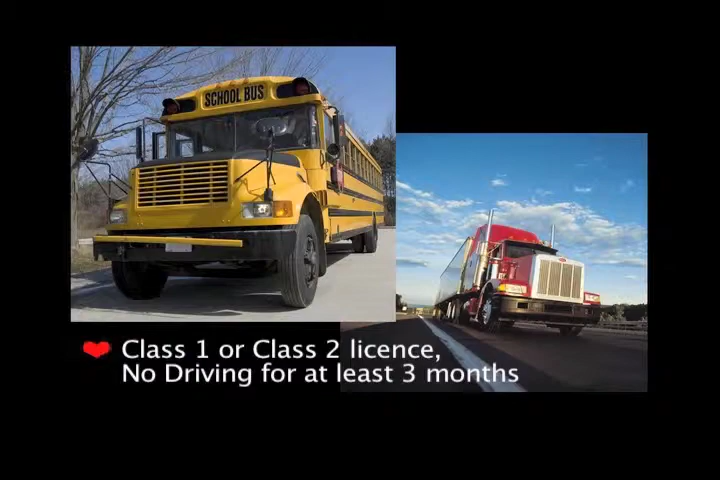 SCHOOL BUS
Class 1 or Class 2 licence,
No Driving for at least 3 months